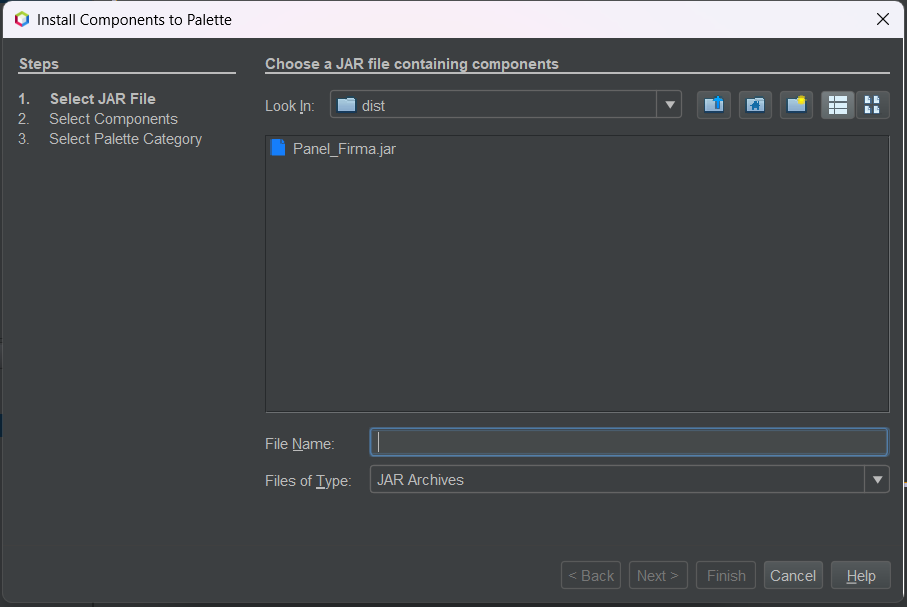 Install Components to Palette
Steps
1. Select JAR File
2. Select Components
3. Select Palette Category
Choose a JAR file containing components
Look In: dist
Panel_Firma.jar
File Name:
Files of Type: JAR Archives
< Back Next > Finish Cancel Help